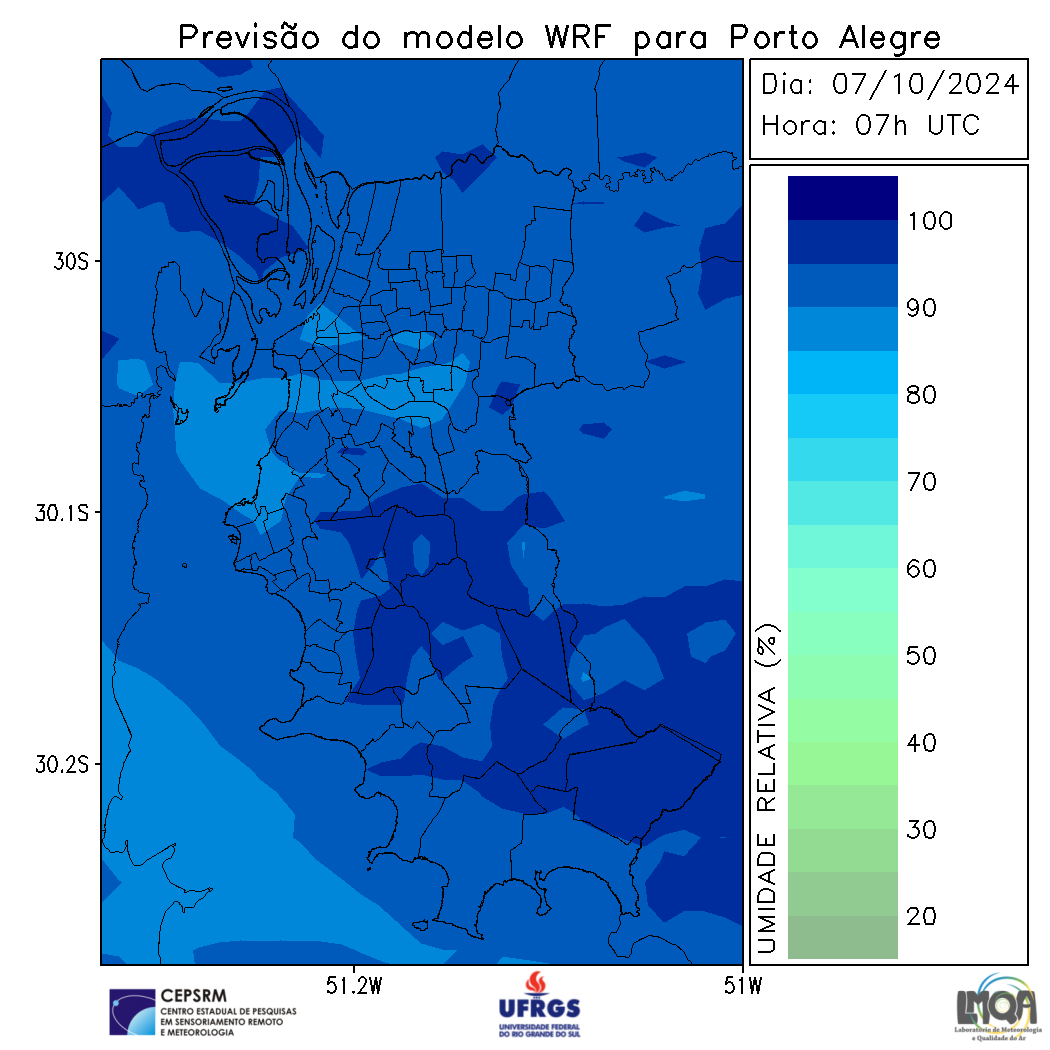 Previsão do modelo WRF para Porto Alegre
Dia: 07/10/2024
Hora: 07h UTC
30S
30.1S
30.2S
51.2W
51W
100
90
80
70
60
50
40
30
20
UMIDADE RELATIVA (%)
CEPSRM
CENTRO ESTADUAL DE PESQUISAS
EM SENSORIAMENTO REMOTO
E METEOROLOGIA
UFRGS
UNIVERSIDADE FEDERAL
DO RIO GRANDE DO SUL
LMQA
Laboratório de Meteorologia
e Qualidade do Ar